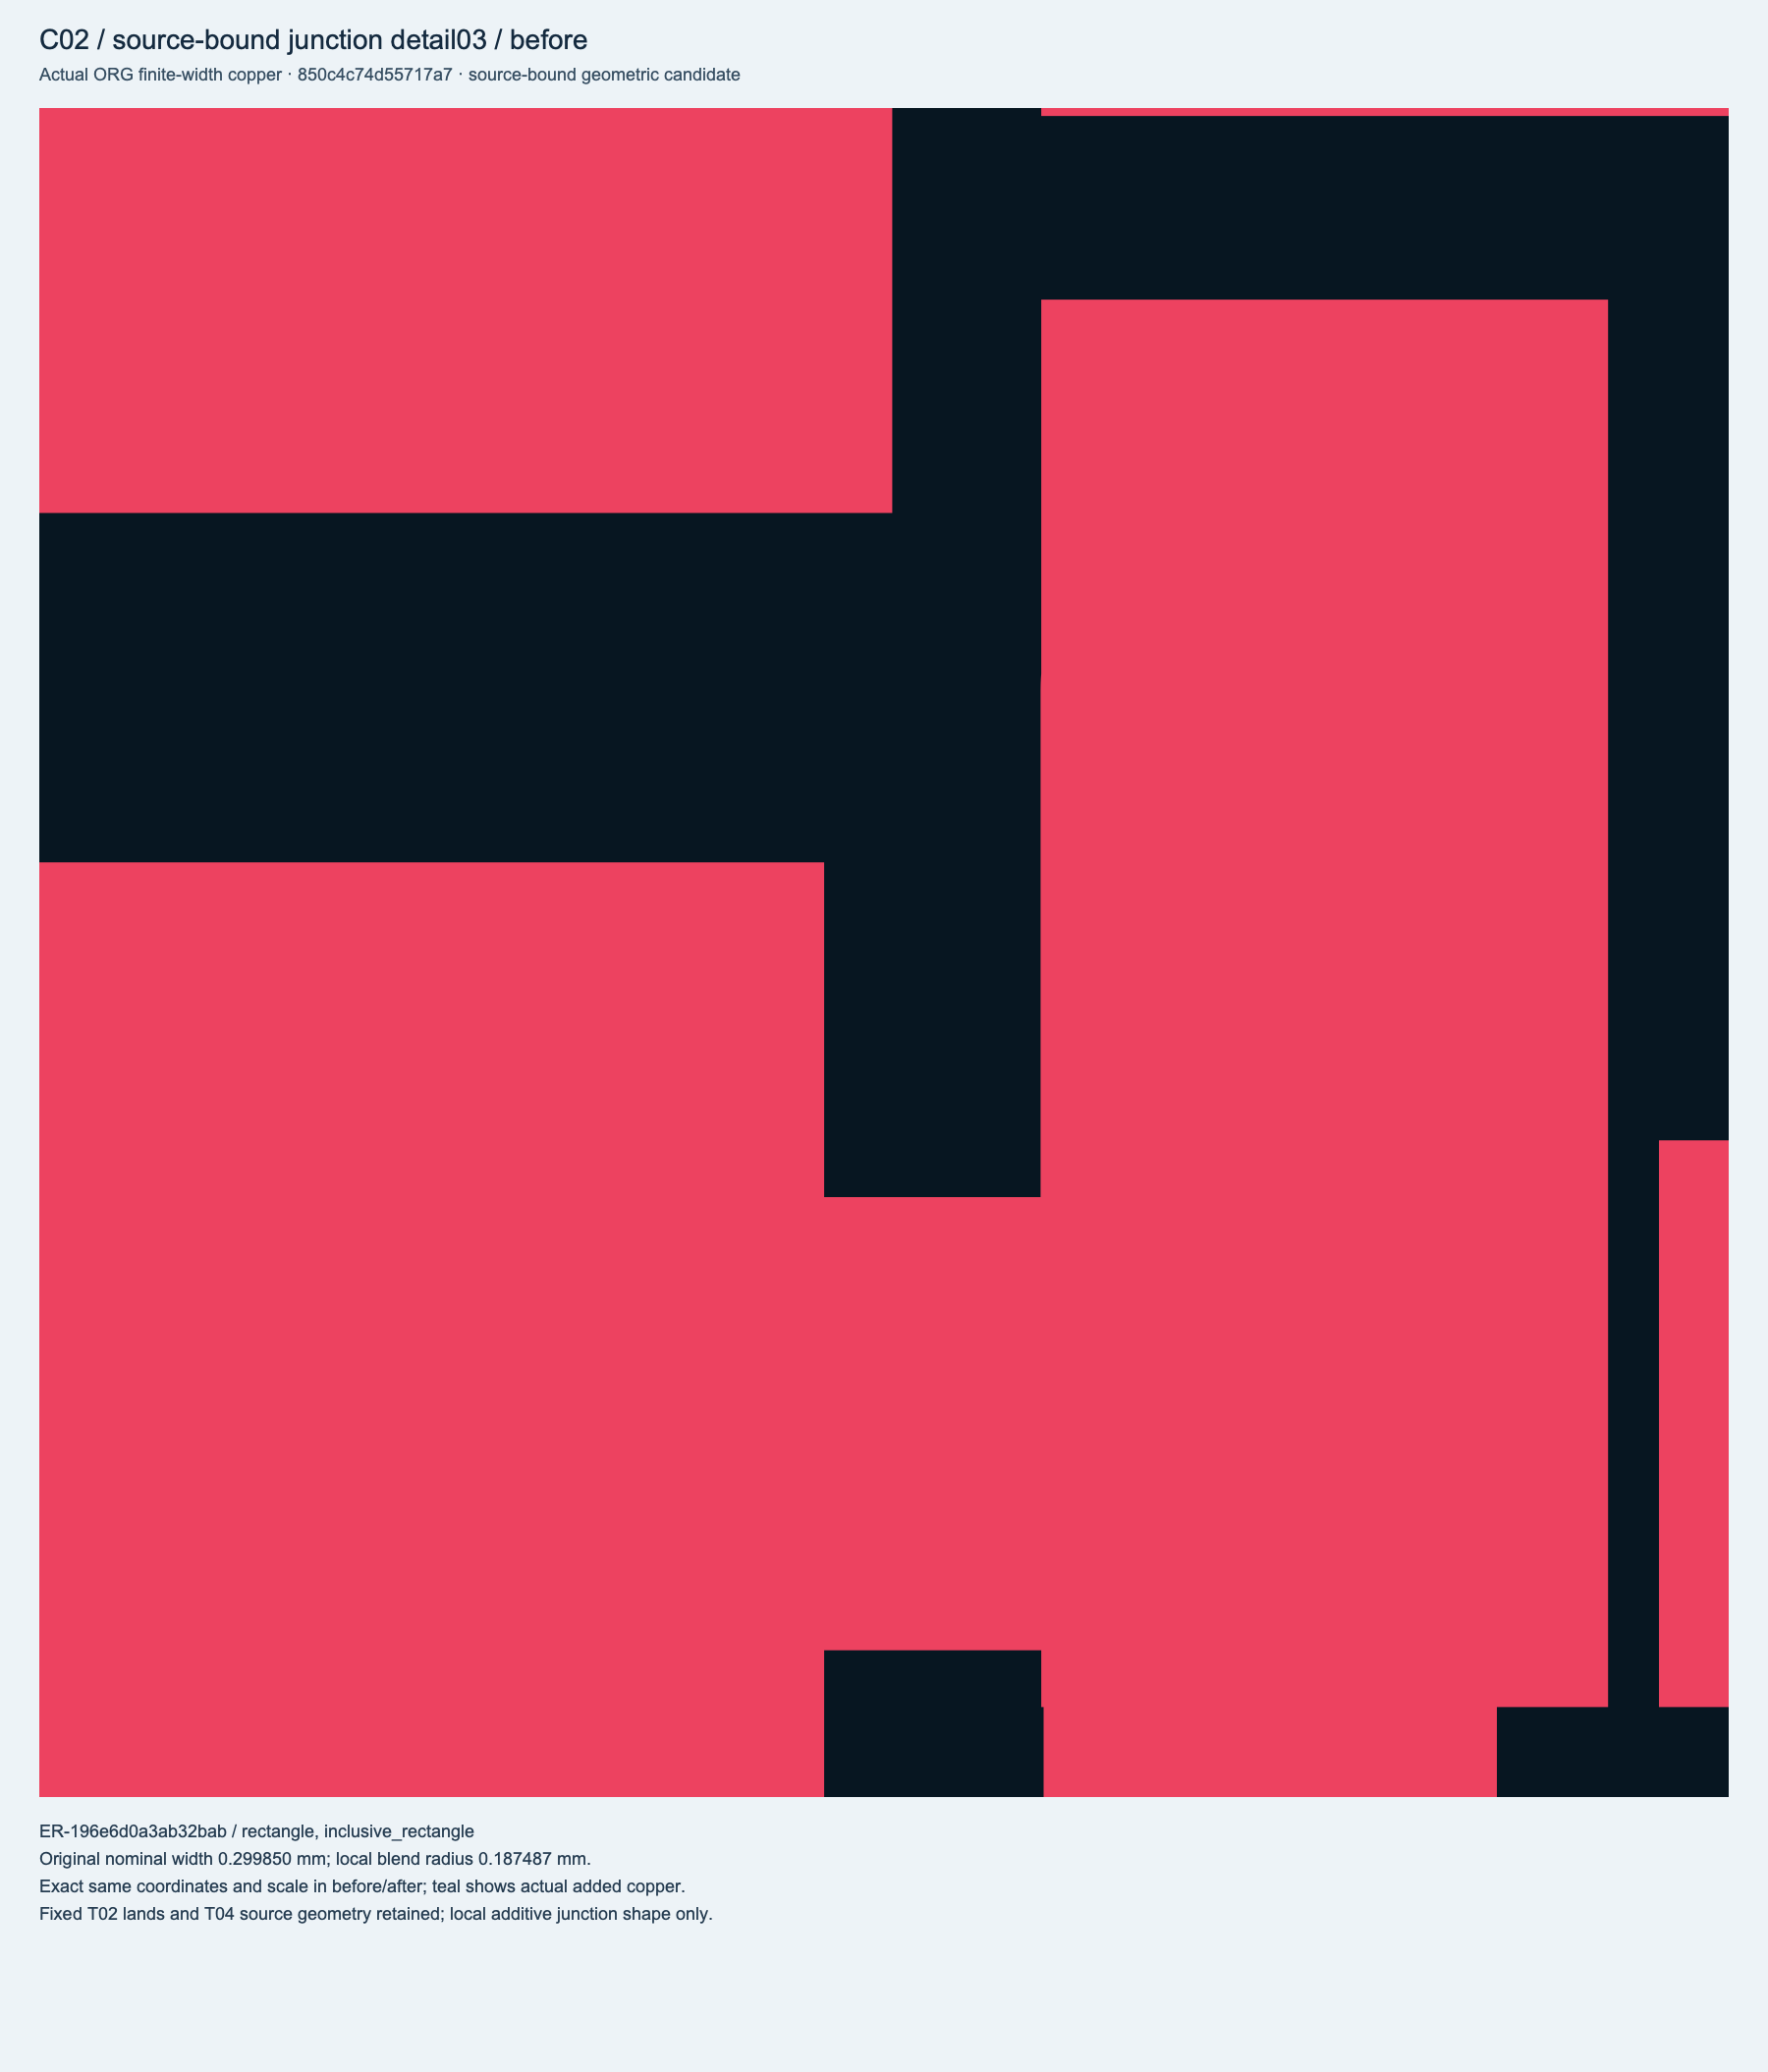 C02 / source-bound junction detail03 / before
Actual ORG finite-width copper · 850c4c74d55717a7 · source-bound geometric candidate
ER-196e6d0a3ab32bab / rectangle, inclusive_rectangle
Original nominal width 0.299850 mm; local blend radius 0.187487 mm.
Exact same coordinates and scale in before/after; teal shows actual added copper.
Fixed T02 lands and T04 source geometry retained; local additive junction shape only.